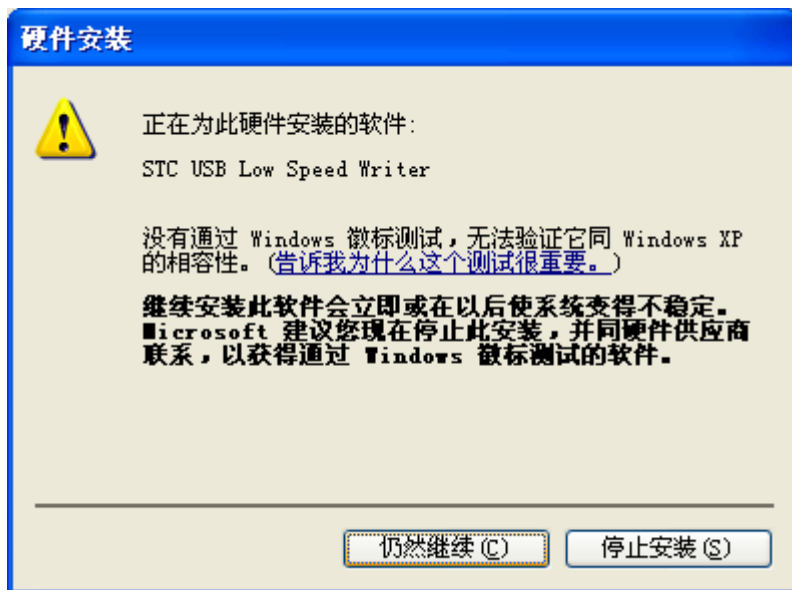 硬件安装
正在为此硬件安装的软件:
STC USB Low Speed Writer
没有通过 Windows 徽标测试，无法验证它同 Windows XP
的相容性。(告诉我为什么这个测试很重要。)
继续安装此软件会立即或在以后使系统变得不稳定。
Microsoft 建议您现在停止此安装，并同硬件供应商
联系，以获得通过 Windows 徽标测试的软件。
仍然继续(C)
停止安装(S)